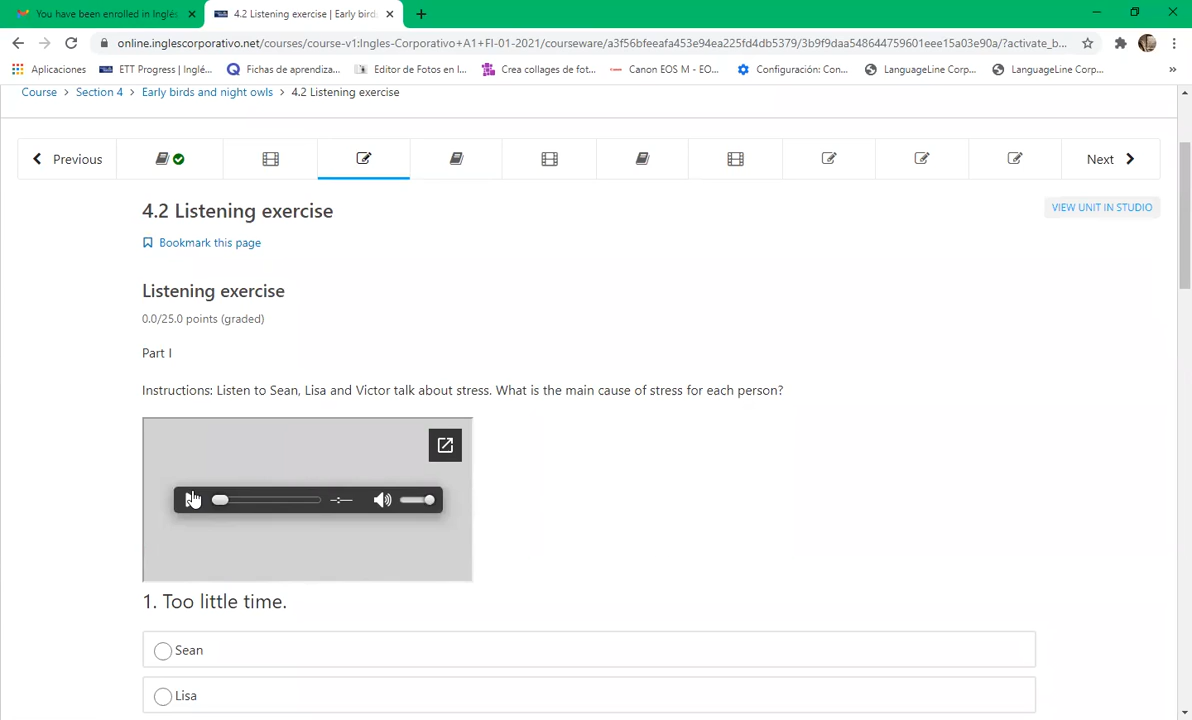 You have been enrolled in Inglés
4.2 Listening exercise | Early bird
online.inglescorporativo.net/courses/course-v1:Ingles-Corporativo+A1+FI-01-2021/courseware/a3f56bfeeafa453e94ea225fd4db5379/3b9f9daa548644759601eee15a03e90a/?activate_b...
Aplicaciones ETT Progress | Inglé... Fichas de aprendiza... Editor de Fotos en l... Crea collages de fot... Canon EOS M - EO... Configuración: Con... LanguageLine Corp... LanguageLine Corp... »
Course > Section 4 > Early birds and night owls > 4.2 Listening exercise
Previous Next
4.2 Listening exercise
VIEW UNIT IN STUDIO
Bookmark this page
Listening exercise
0.0/25.0 points (graded)
Part I
Instructions: Listen to Sean, Lisa and Victor talk about stress. What is the main cause of stress for each person?
-:--
1. Too little time.
Sean
Lisa